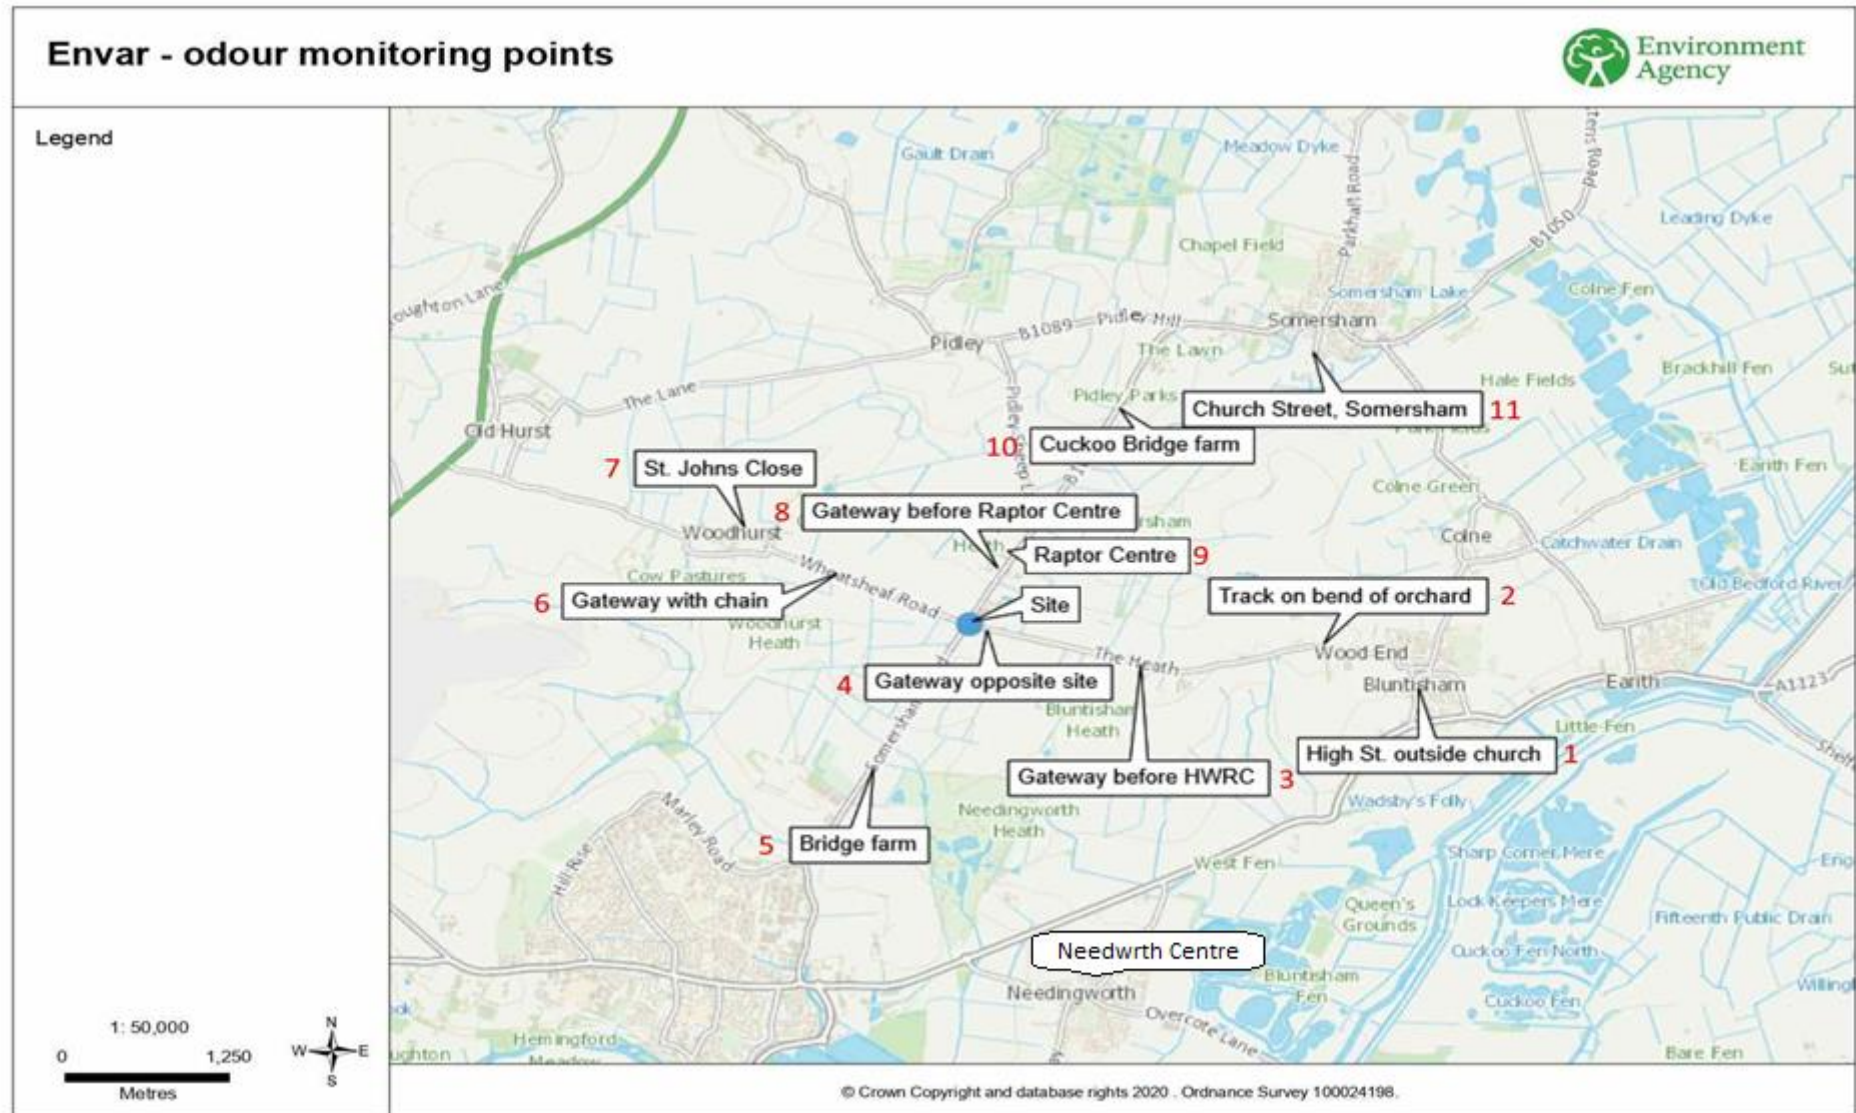 Envar - odour monitoring points
Environment
Agency
Legend
Gault Drain
Meadow Dyke
Parkhall Road
Leading Dyke
B1050
Chapel Field
Colne Fen
Somersham Lake
Somersham
B1089
Pidley Hill
Pidley
The Lawn
Brackhill Fen
Hale Fields
The Lane
Pidley Parks
Church Street, Somersham 11
Old Hurst
10 Cuckoo Bridge farm
7 St. Johns Close
Earith Fen
Colne Green
8 Gateway before Raptor Centre
Woodhurst
Colne
Catchwater Drain
Heath
Raptor Centre 9
Wheatsheaf Road
Cow Pastures
Old Bedford River
6 Gateway with chain
Site
Track on bend of orchard 2
Woodhurst
Heath
The Heath
Wood End
4 Gateway opposite site
Bluntisham
Earith
A1123
Bluntisham
Heath
Little Fen
High St. outside church 1
Gateway before HWRC 3
Marley Road
Wadsby's Folly
Needingworth
Heath
5 Bridge farm
Hill Rise
West Fen
Sharp Corner Mere
Queen's
Grounds
Lock Keepers Mere
Fifteenth Public Drain
Needwrth Centre
Cuckoo Fen North
Bluntisham
Fen
Needingworth
Cuckoo Fen
Overcote Lane
Hemingford
Meadow
Bare Fen
1: 50,000
0 1,250
Metres
N
W E
S
© Crown Copyright and database rights 2020 . Ordnance Survey 100024198.